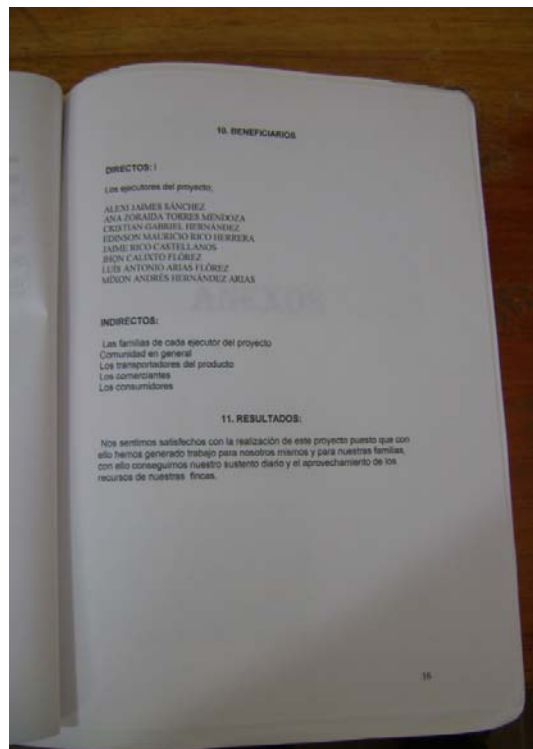 10. BENEFICIARIOS
DIRECTOS: I
Los ejecutores del proyecto;
ALEXI JAIMES SÁNCHEZ
ANA ZORAIDA TORRES MENDOZA
CRISTIAN GABRIEL HERNÁNDEZ
EDINSON MAURICIO RICO HERRERA
JAIME RICO CASTELLANOS
JHON CALIXTO FLÓREZ
LUÍS ANTONIO ARIAS FLÓREZ
MIXON ANDRÉS HERNÁNDEZ ARIAS
INDIRECTOS:
Las familias de cada ejecutor del proyecto
Comunidad en general
Los transportadores del producto
Los comerciantes
Los consumidores
11. RESULTADOS:
Nos sentimos satisfechos con la realización de este proyecto puesto que con
ello hemos generado trabajo para nosotros mismos y para nuestras familias,
con ello conseguimos nuestro sustento diario y el aprovechamiento de los
recursos de nuestras fincas.
16